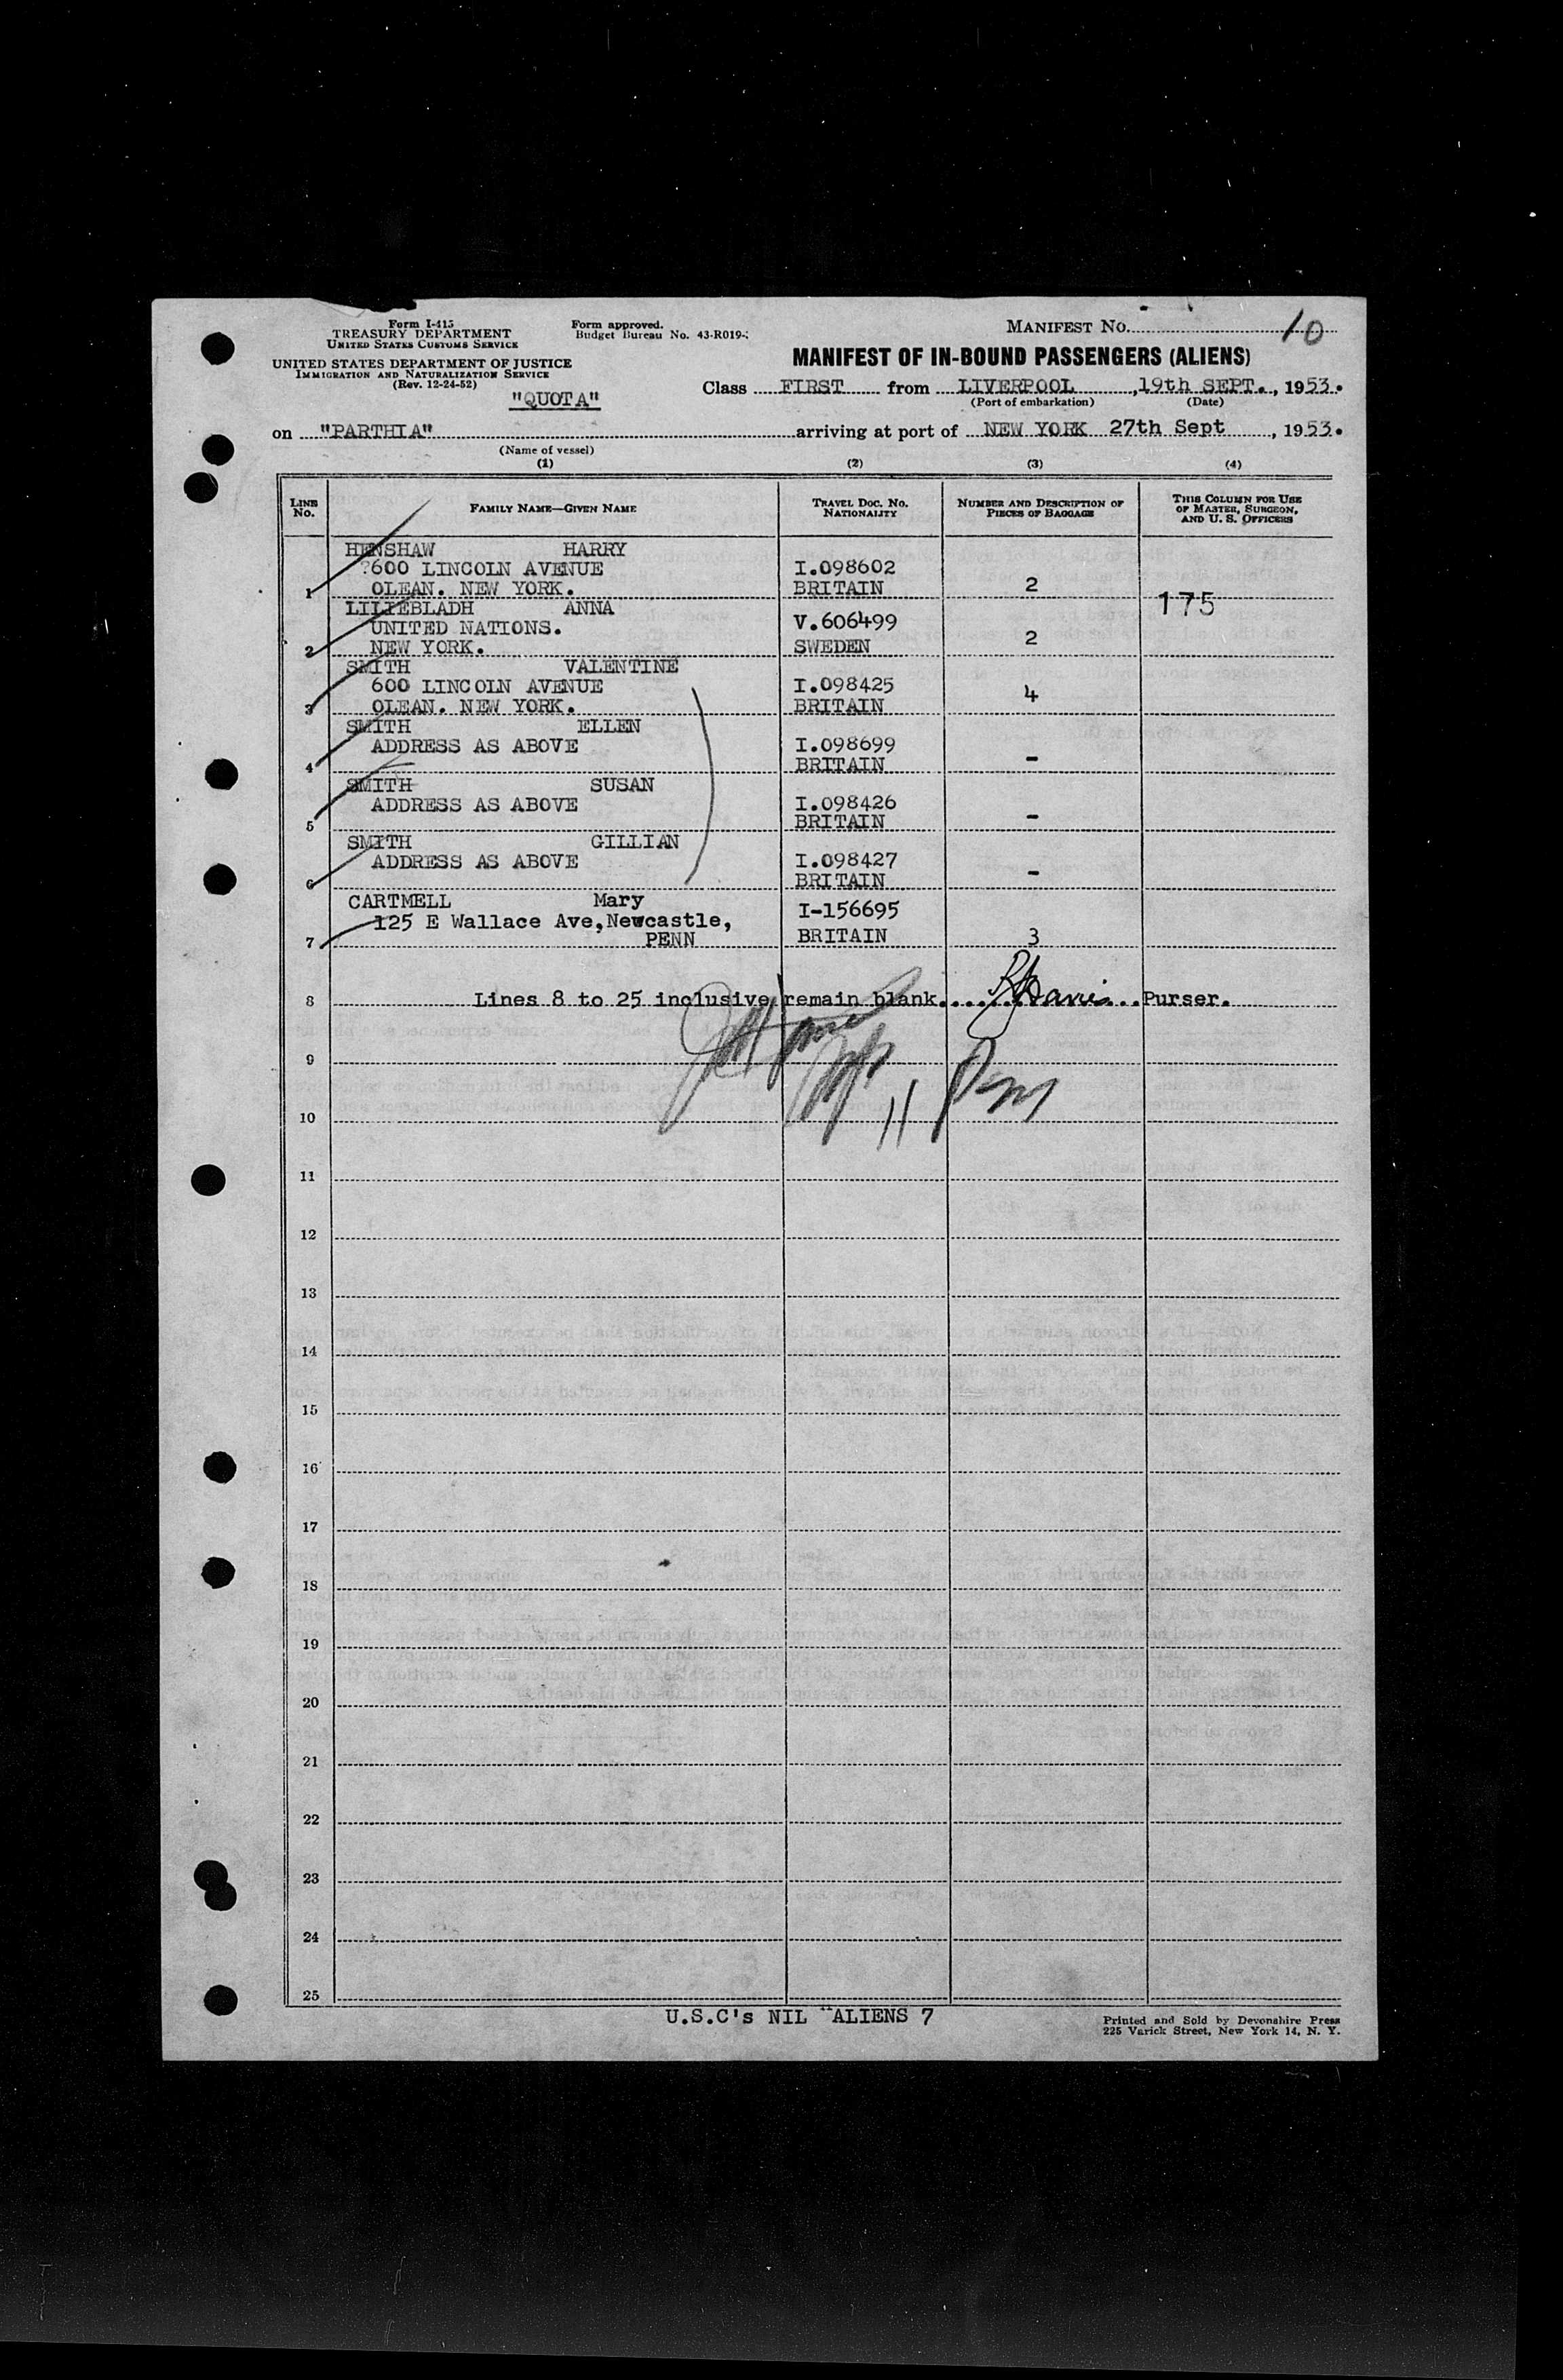 Form I-415
TREASURY DEPARTMENT
UNITED STATES CUSTOMS SERVICE
UNITED STATES DEPARTMENT OF JUSTICE
IMMIGRATION AND NATURALIZATION SERVICE
(Rev. 12-24-52)
Form approved.
Budget Bureau No. 43-R019-
MANIFEST NO. 10
MANIFEST OF IN-BOUND PASSENGERS (ALIENS)
"QUOTA"
Class FIRST from LIVERPOOL, 19th SEPT., 1953.
(Port of embarkation) (Date)
on "PARTHIA" arriving at port of NEW YORK 27th Sept, 1953.
(Name of vessel)
(1) (2) (3) (4)
LINE NO. FAMILY NAME—GIVEN NAME TRAVEL DOC. NO. NATIONALITY NUMBER AND DESCRIPTION OF PIECES OF BAGGAGE THIS COLUMN FOR USE OF MASTER, SURGEON, AND U. S. OFFICERS
HENSHAW HARRY
?600 LINCOLN AVENUE I.098602
1 OLEAN. NEW YORK. BRITAIN 2
175
LILIEBLADH ANNA
UNITED NATIONS. V.606499
2 NEW YORK. SWEDEN 2
SMITH VALENTINE
600 LINCOLN AVENUE I.098425
3 OLEAN. NEW YORK. BRITAIN 4
SMITH ELLEN
ADDRESS AS ABOVE I.098699
4 BRITAIN -
SMITH SUSAN
ADDRESS AS ABOVE I.098426
5 BRITAIN -
SMITH GILLIAN
ADDRESS AS ABOVE I.098427
6 BRITAIN -
CARTMELL Mary
125 E Wallace Ave, Newcastle, I-156695
7 PENN BRITAIN 3
8 Lines 8 to 25 inclusive remain blank. Purser.
9
10
11
12
13
14
15
16
17
18
19
20
21
22
23
24
25
U.S.C's NIL "ALIENS 7
Printed and Sold by Devonshire Press
225 Varick Street, New York 14, N. Y.